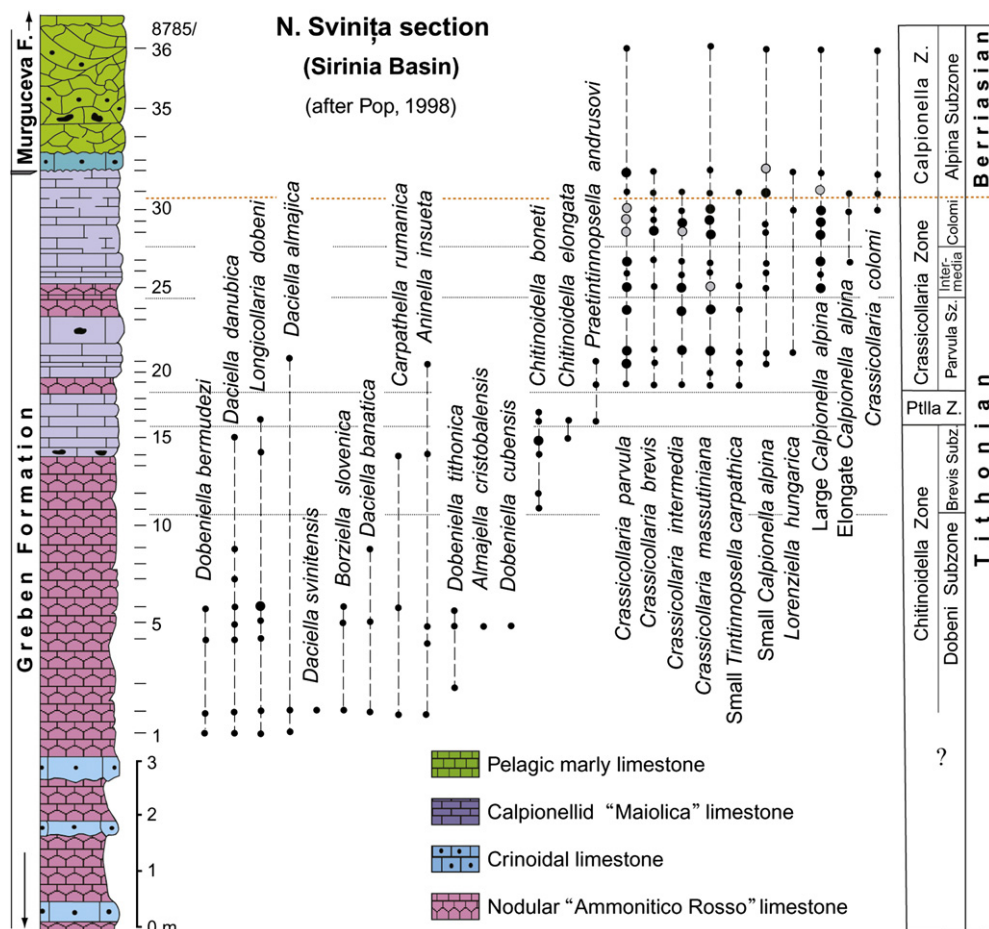 N. Svinița section
(Sirinia Basin)
(after Pop, 1998)
8785/
36
35
30
25
20
15
10
5
1
3
2
1
0 m
Murguceva F.
Greben Formation
Dobeniella bermudezi
Daciella danubica
Longicollaria dobeni
Daciella almajica
Daciella svinitensis
Borziella slovenica
Daciella banatica
Carpathella rumanica
Aninella insueta
Dobeniella tithonica
Almajella cristobalensis
Dobeniella cubensis
Chitinoidella boneti
Chitinoidella elongata
Praetintinnopsella andrusovi
Crassicollaria parvula
Crassicollaria brevis
Crassicollaria intermedia
Crassicollaria massutiniana
Small Tintinnopsella carpathica
Small Calpionella alpina
Lorenziella hungarica
Large Calpionella alpina
Elongate Calpionella alpina
Crassicollaria colomi
Calpionella Z.
Crassicollaria Zone
Ptlla Z.
Chitinoidella Zone
Alpina Subzone
Colomi
Inter-
media
Parvula Sz.
Brevis Subz.
Dobeni Subzone
Berriasian
Tithonian
?
Pelagic marly limestone
Calpionellid “Maiolica” limestone
Crinoidal limestone
Nodular “Ammonitico Rosso” limestone